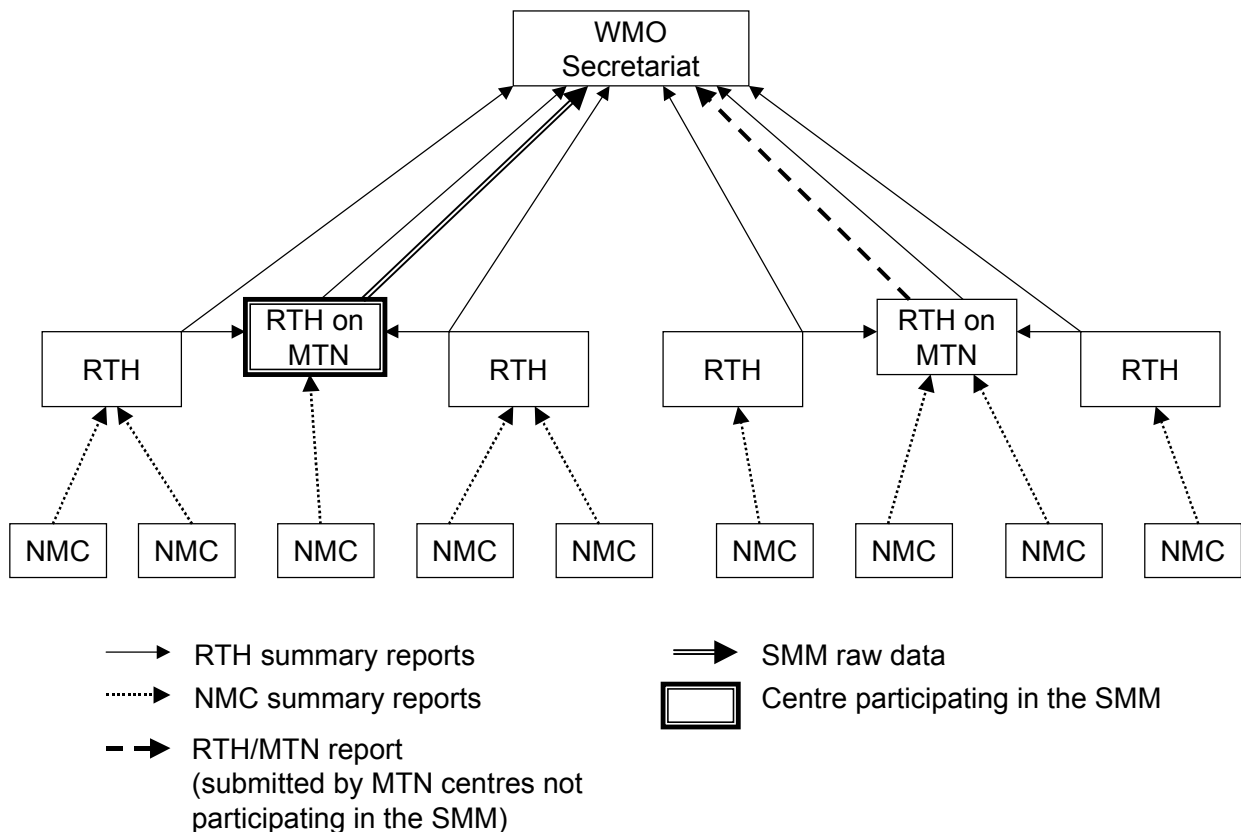 WMO
Secretariat
RTH on
MTN
RTH on
MTN
RTH
RTH
RTH
RTH
NMC
NMC
NMC
NMC
NMC
NMC
NMC
NMC
NMC
RTH summary reports
NMC summary reports
RTH/MTN report
(submitted by MTN centres not
participating in the SMM)
SMM raw data
Centre participating in the SMM